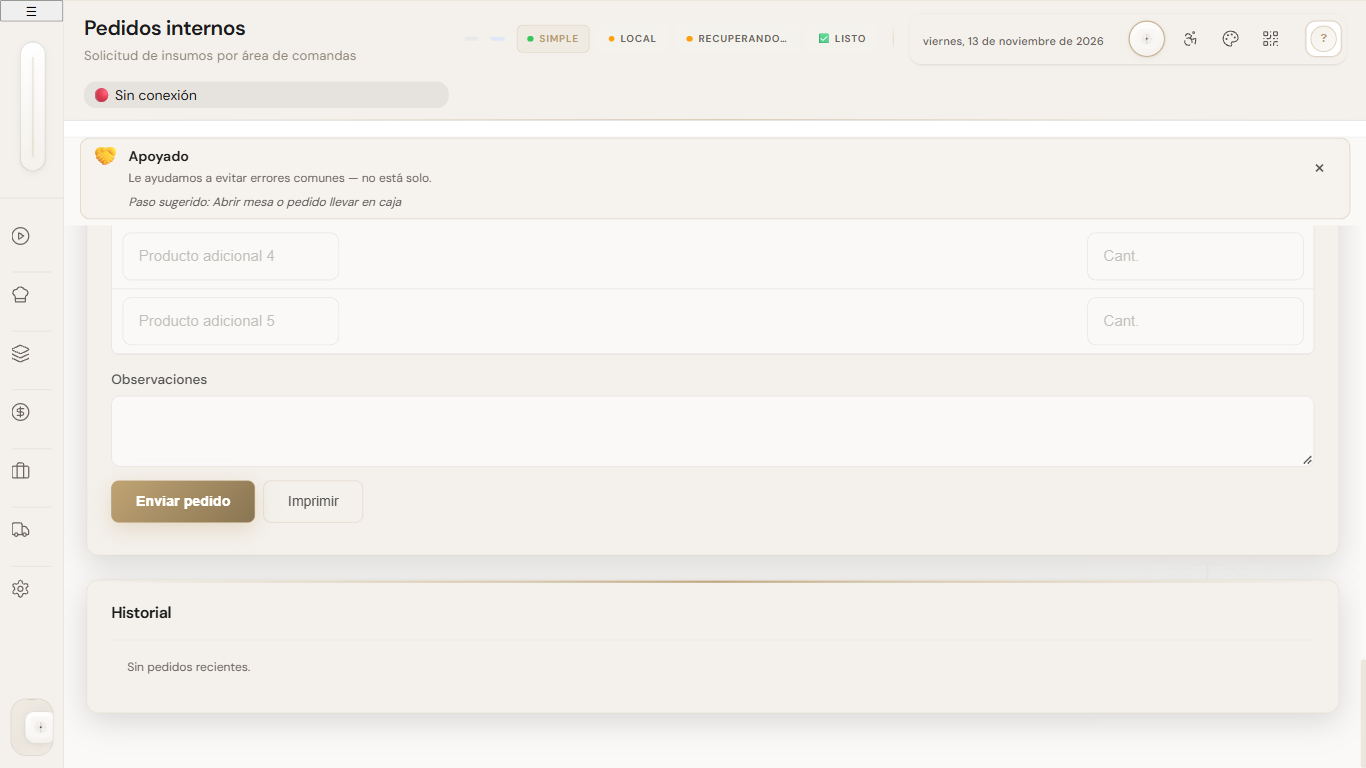 ☰
Pedidos internos
Solicitud de insumos por área de comandas
SIMPLE
LOCAL
RECUPERANDO…
LISTO
viernes, 13 de noviembre de 2026
?
Sin conexión
Apoyado
Le ayudamos a evitar errores comunes — no está solo.
Paso sugerido: Abrir mesa o pedido llevar en caja
×
Producto adicional 4
Cant.
Producto adicional 5
Cant.
Observaciones
Enviar pedido
Imprimir
Historial
Sin pedidos recientes.